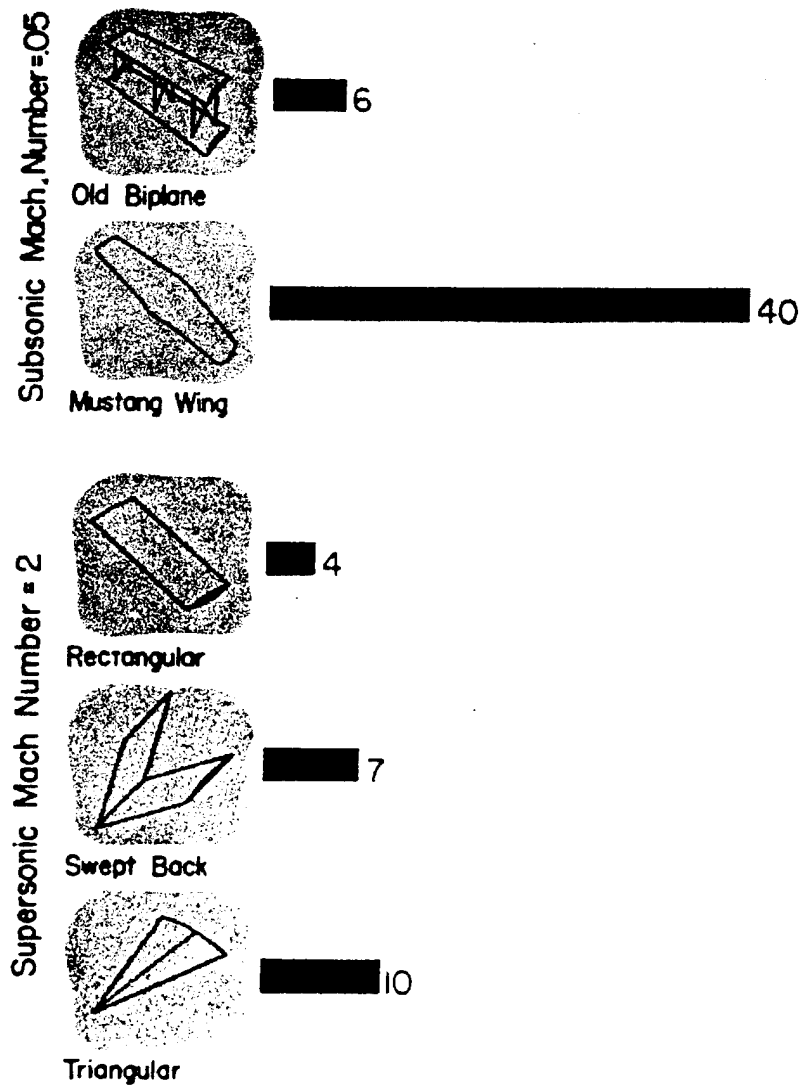 Subsonic Mach. Number=.05
6
Old Biplane
40
Mustang Wing
Supersonic Mach Number = 2
4
Rectangular
7
Swept Back
10
Triangular